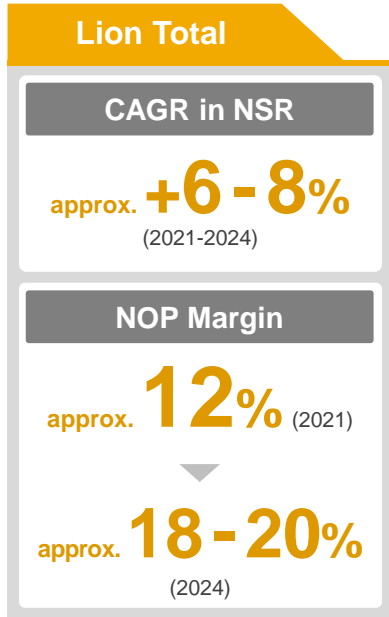 Lion Total
CAGR in NSR
approx. +6 - 8%
(2021-2024)
NOP Margin
approx. 12% (2021)
approx. 18 - 20%
(2024)